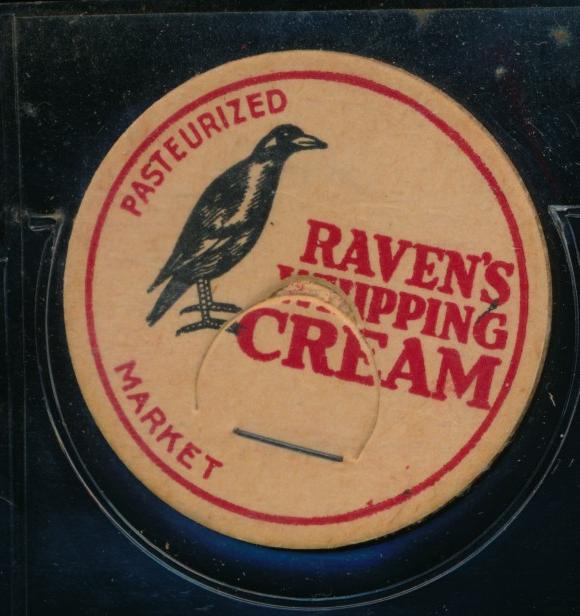 PASTEURIZED
RAVEN'S
WHIPPING
CREAM
MARKET